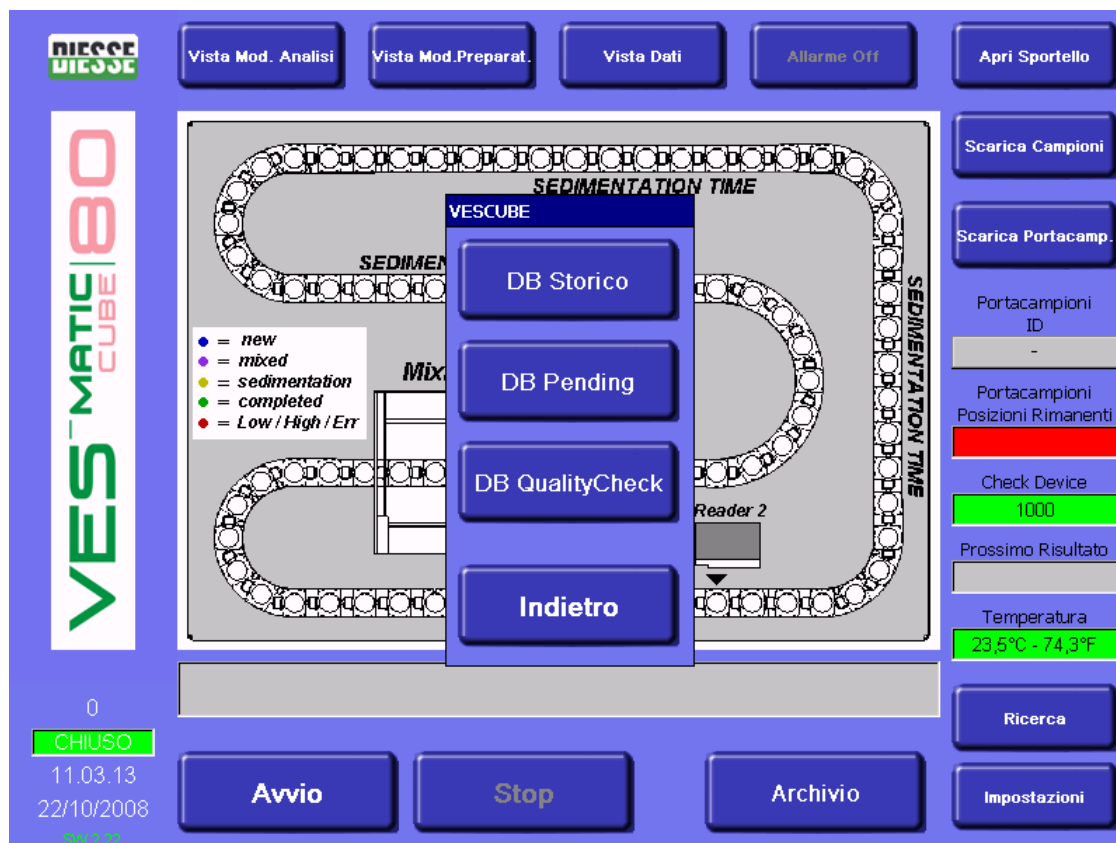 DIESSE
Vista Mod. Analisi
Vista Mod.Preparat.
Vista Dati
Allarme Off
Apri Sportello
VES-MATIC CUBE 80
SEDIMENTATION TIME
VESCUBE
DB Storico
DB Pending
DB QualityCheck
Indietro
= new
= mixed
= sedimentation
= completed
= Low / High / Err
Reader 2
SEDIMENTATION TIME
Scarica Campioni
Scarica Portacamp.
Portacampioni
ID
-
Portacampioni
Posizioni Rimanenti
Check Device
1000
Prossimo Risultato
Temperatura
23,5°C - 74,3°F
Ricerca
Impostazioni
0
CHIUSO
11.03.13
22/10/2008
Avvio
Stop
Archivio